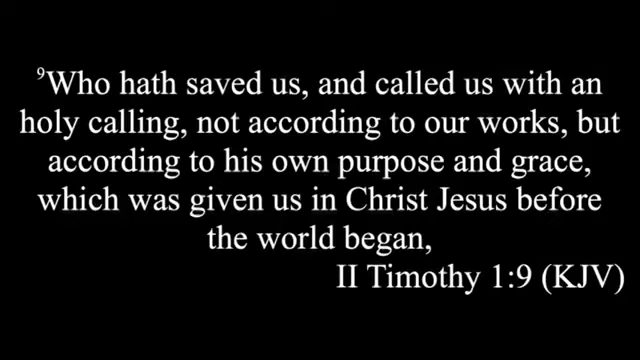 ⁹Who hath saved us, and called us with an
holy calling, not according to our works, but
according to his own purpose and grace,
which was given us in Christ Jesus before
the world began,
II Timothy 1:9 (KJV)